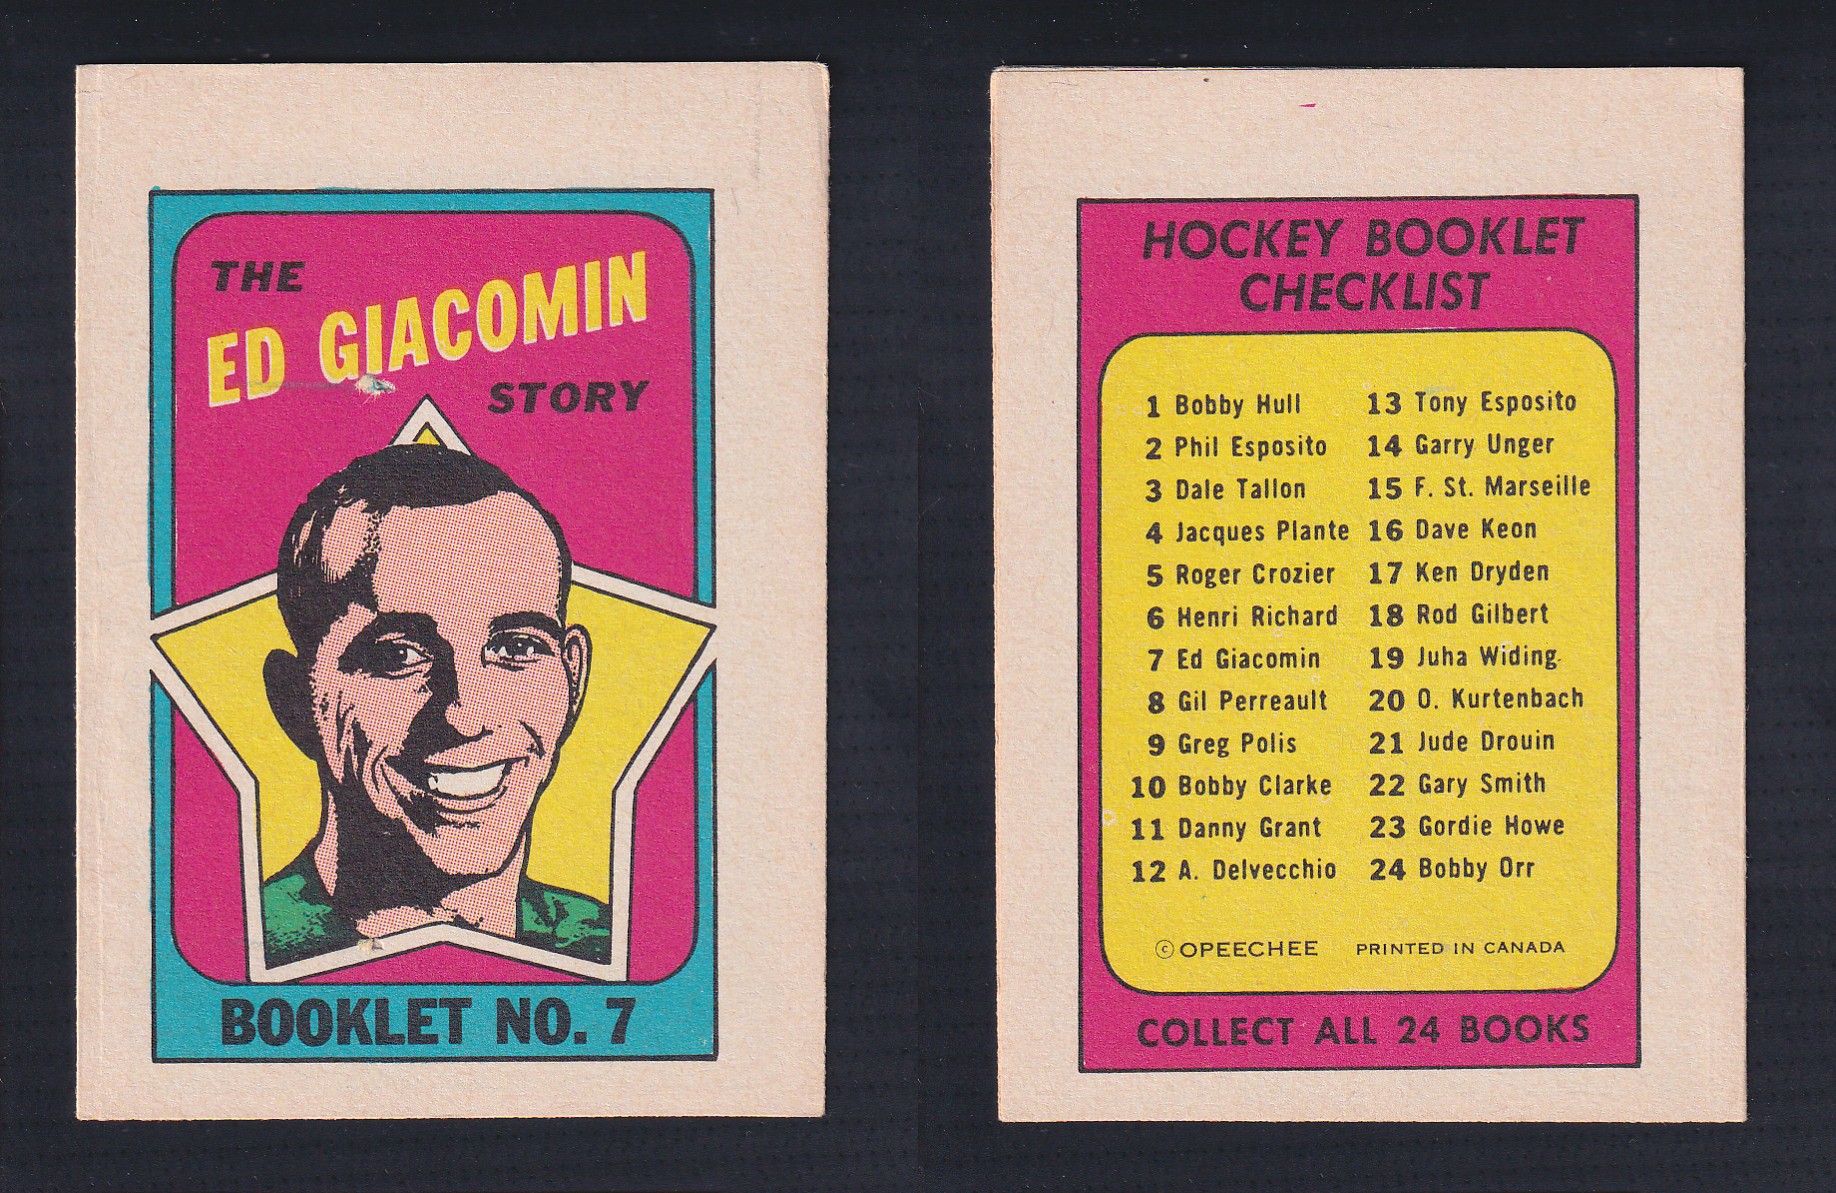 THE
ED GIACOMIN
STORY
BOOKLET NO. 7
HOCKEY BOOKLET
CHECKLIST
1 Bobby Hull
2 Phil Esposito
3 Dale Tallon
4 Jacques Plante
5 Roger Crozier
6 Henri Richard
7 Ed Giacomin
8 Gil Perreault
9 Greg Polis
10 Bobby Clarke
11 Danny Grant
12 A. Delvecchio
13 Tony Esposito
14 Garry Unger
15 F. St. Marseille
16 Dave Keon
17 Ken Dryden
18 Rod Gilbert
19 Juha Widing
20 O. Kurtenbach
21 Jude Drouin
22 Gary Smith
23 Gordie Howe
24 Bobby Orr
© OPEECHEE PRINTED IN CANADA
COLLECT ALL 24 BOOKS